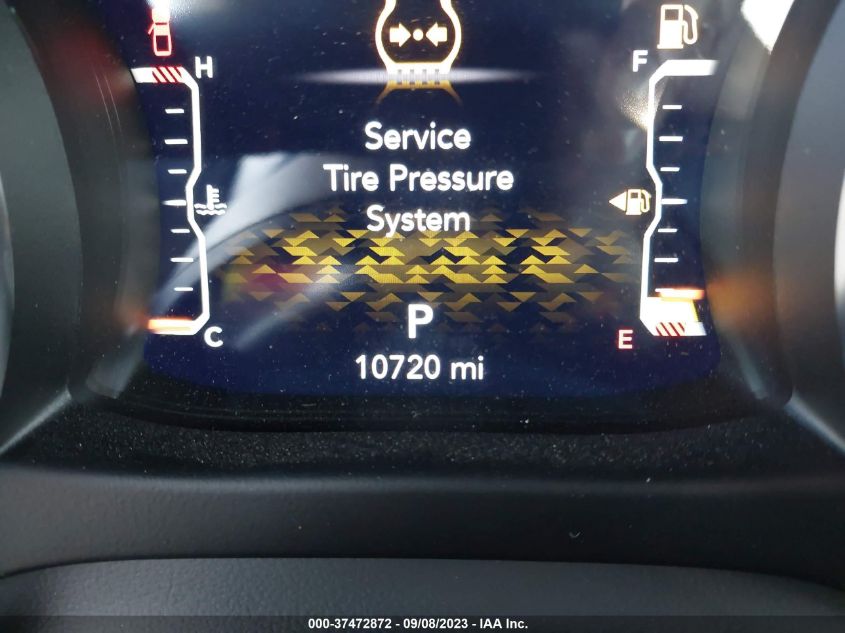 H
F
Service
Tire Pressure
System
P
C
E
10720 mi
000-37472872 - 09/08/2023 - IAA Inc.